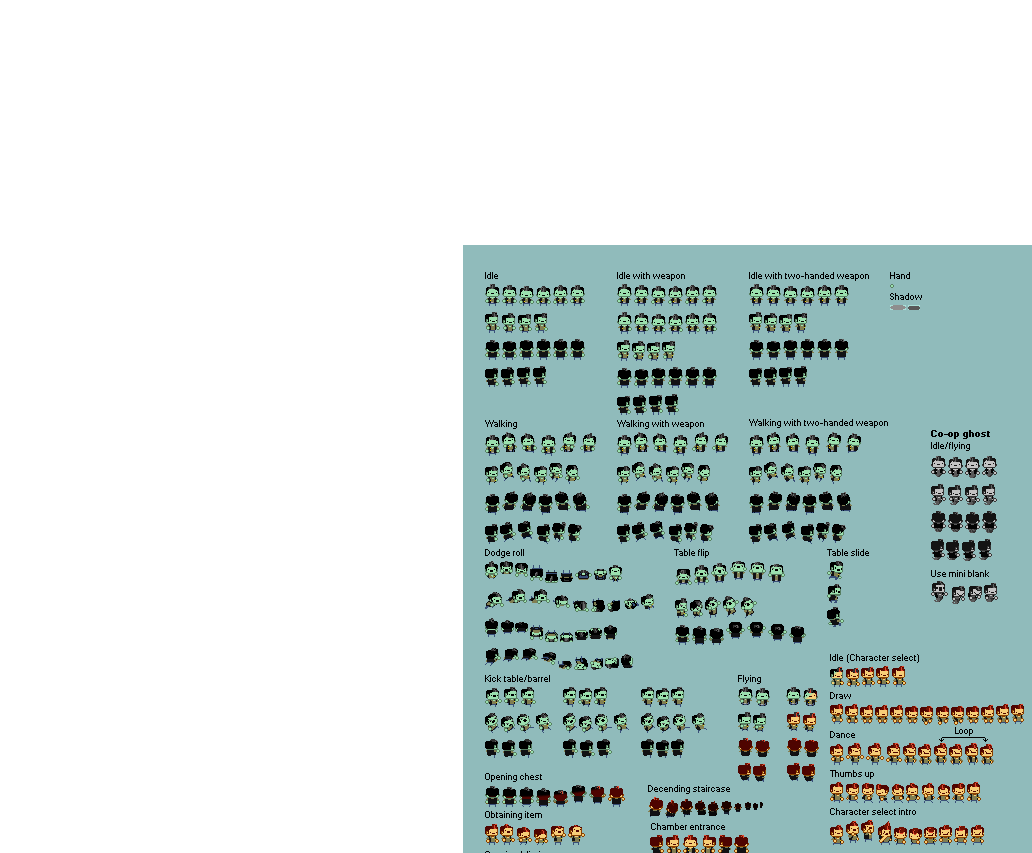 Idle
Idle with weapon
Idle with two-handed weapon
Hand
Shadow
Walking
Walking with weapon
Walking with two-handed weapon
Co-op ghost
Idle/flying
Dodge roll
Table flip
Table slide
Use mini blank
Idle (Character select)
Kick table/barrel
Flying
Draw
Loop
Dance
Opening chest
Thumbs up
Decending staircase
Obtaining item
Character select intro
Chamber entrance